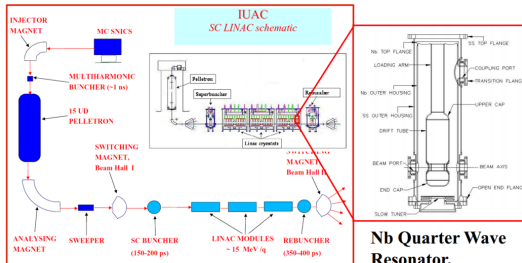 IUAC
SC LINAC schematic
INJECTOR
MAGNET
MC SNICS
MULTIHARMONIC
BUNCHER (~1 ns)
15 UD
PELLETRON
SWITCHING
MAGNET,
Beam Hall I
ANALYSING
MAGNET
SWEEPER
SC BUNCHER
(150-200 ps)
LINAC MODULES
~ 15 MeV /q
REBUNCHER
(350-400 ps)
SWITCHING
MAGNET,
Beam Hall II
Pelletron
Superbuncher
Rebuncher
Linac cryostats
Nb TOP FLANGE
LOADING ARM
Nb OUTER HOUSING
SS OUTER HOUSING
DRIFT TUBE
BEAM PORT
END CAP
SLOW TUNER
SS TOP FLANGE
COUPLING PORT
TRANSITION FLANG
UPPER CAP
BEAM AXIS
OPEN END FLANG
Nb Quarter Wave
Resonator.